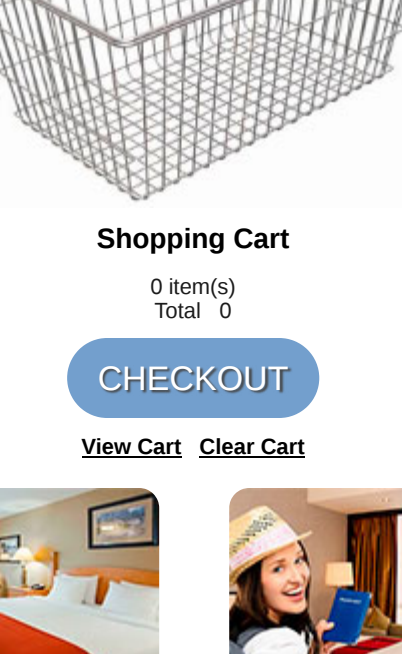 Shopping Cart
0 item(s)
Total 0
CHECKOUT
View Cart Clear Cart